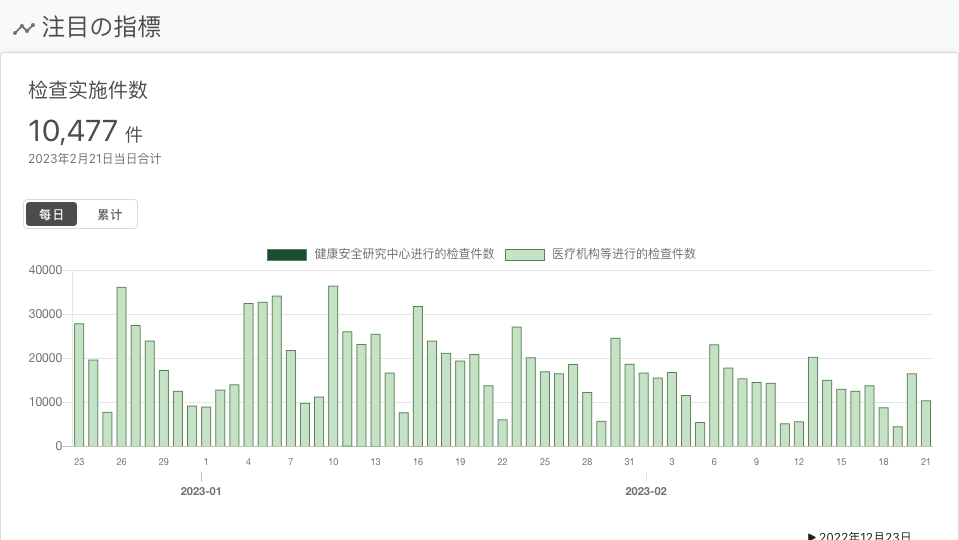 注目の指標
检查实施件数
10,477 件
2023年2月21日当日合计
每日 累计
健康安全研究中心进行的检查件数 医疗机构等进行的检查件数
40000
30000
20000
10000
0
23 26 29 1 4 7 10 13 16 19 22 25 28 31 3 6 9 12 15 18 21
2023-01 2023-02
▶ 2022年12月23日